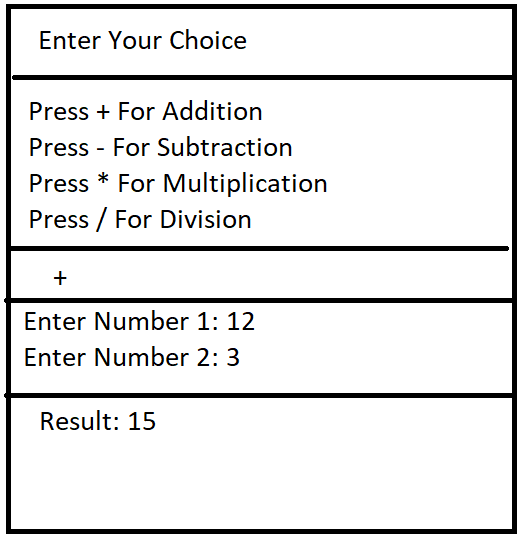 Enter Your Choice
Press + For Addition
Press - For Subtraction
Press * For Multiplication
Press / For Division
+
Enter Number 1: 12
Enter Number 2: 3
Result: 15